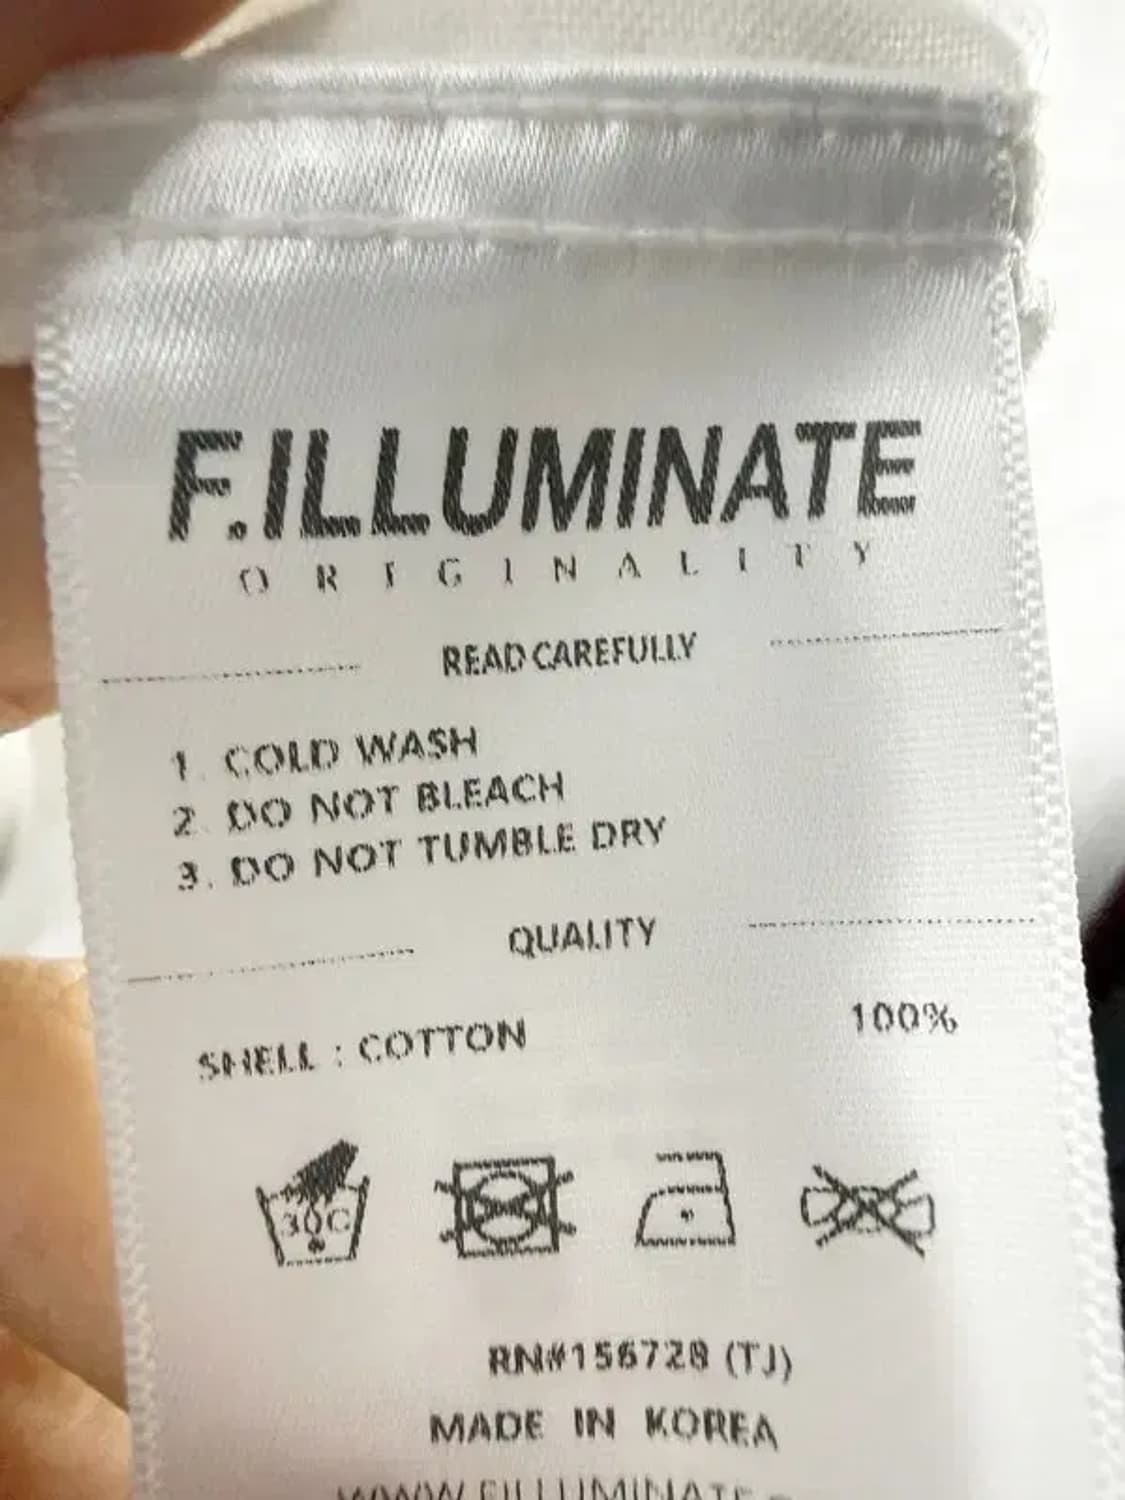 F.ILLUMINATE
ORIGINALITY
READ CAREFULLY
1. COLD WASH
2. DO NOT BLEACH
3. DO NOT TUMBLE DRY
QUALITY
SHELL : COTTON 100%
30C
RN#156728 (TJ)
MADE IN KOREA